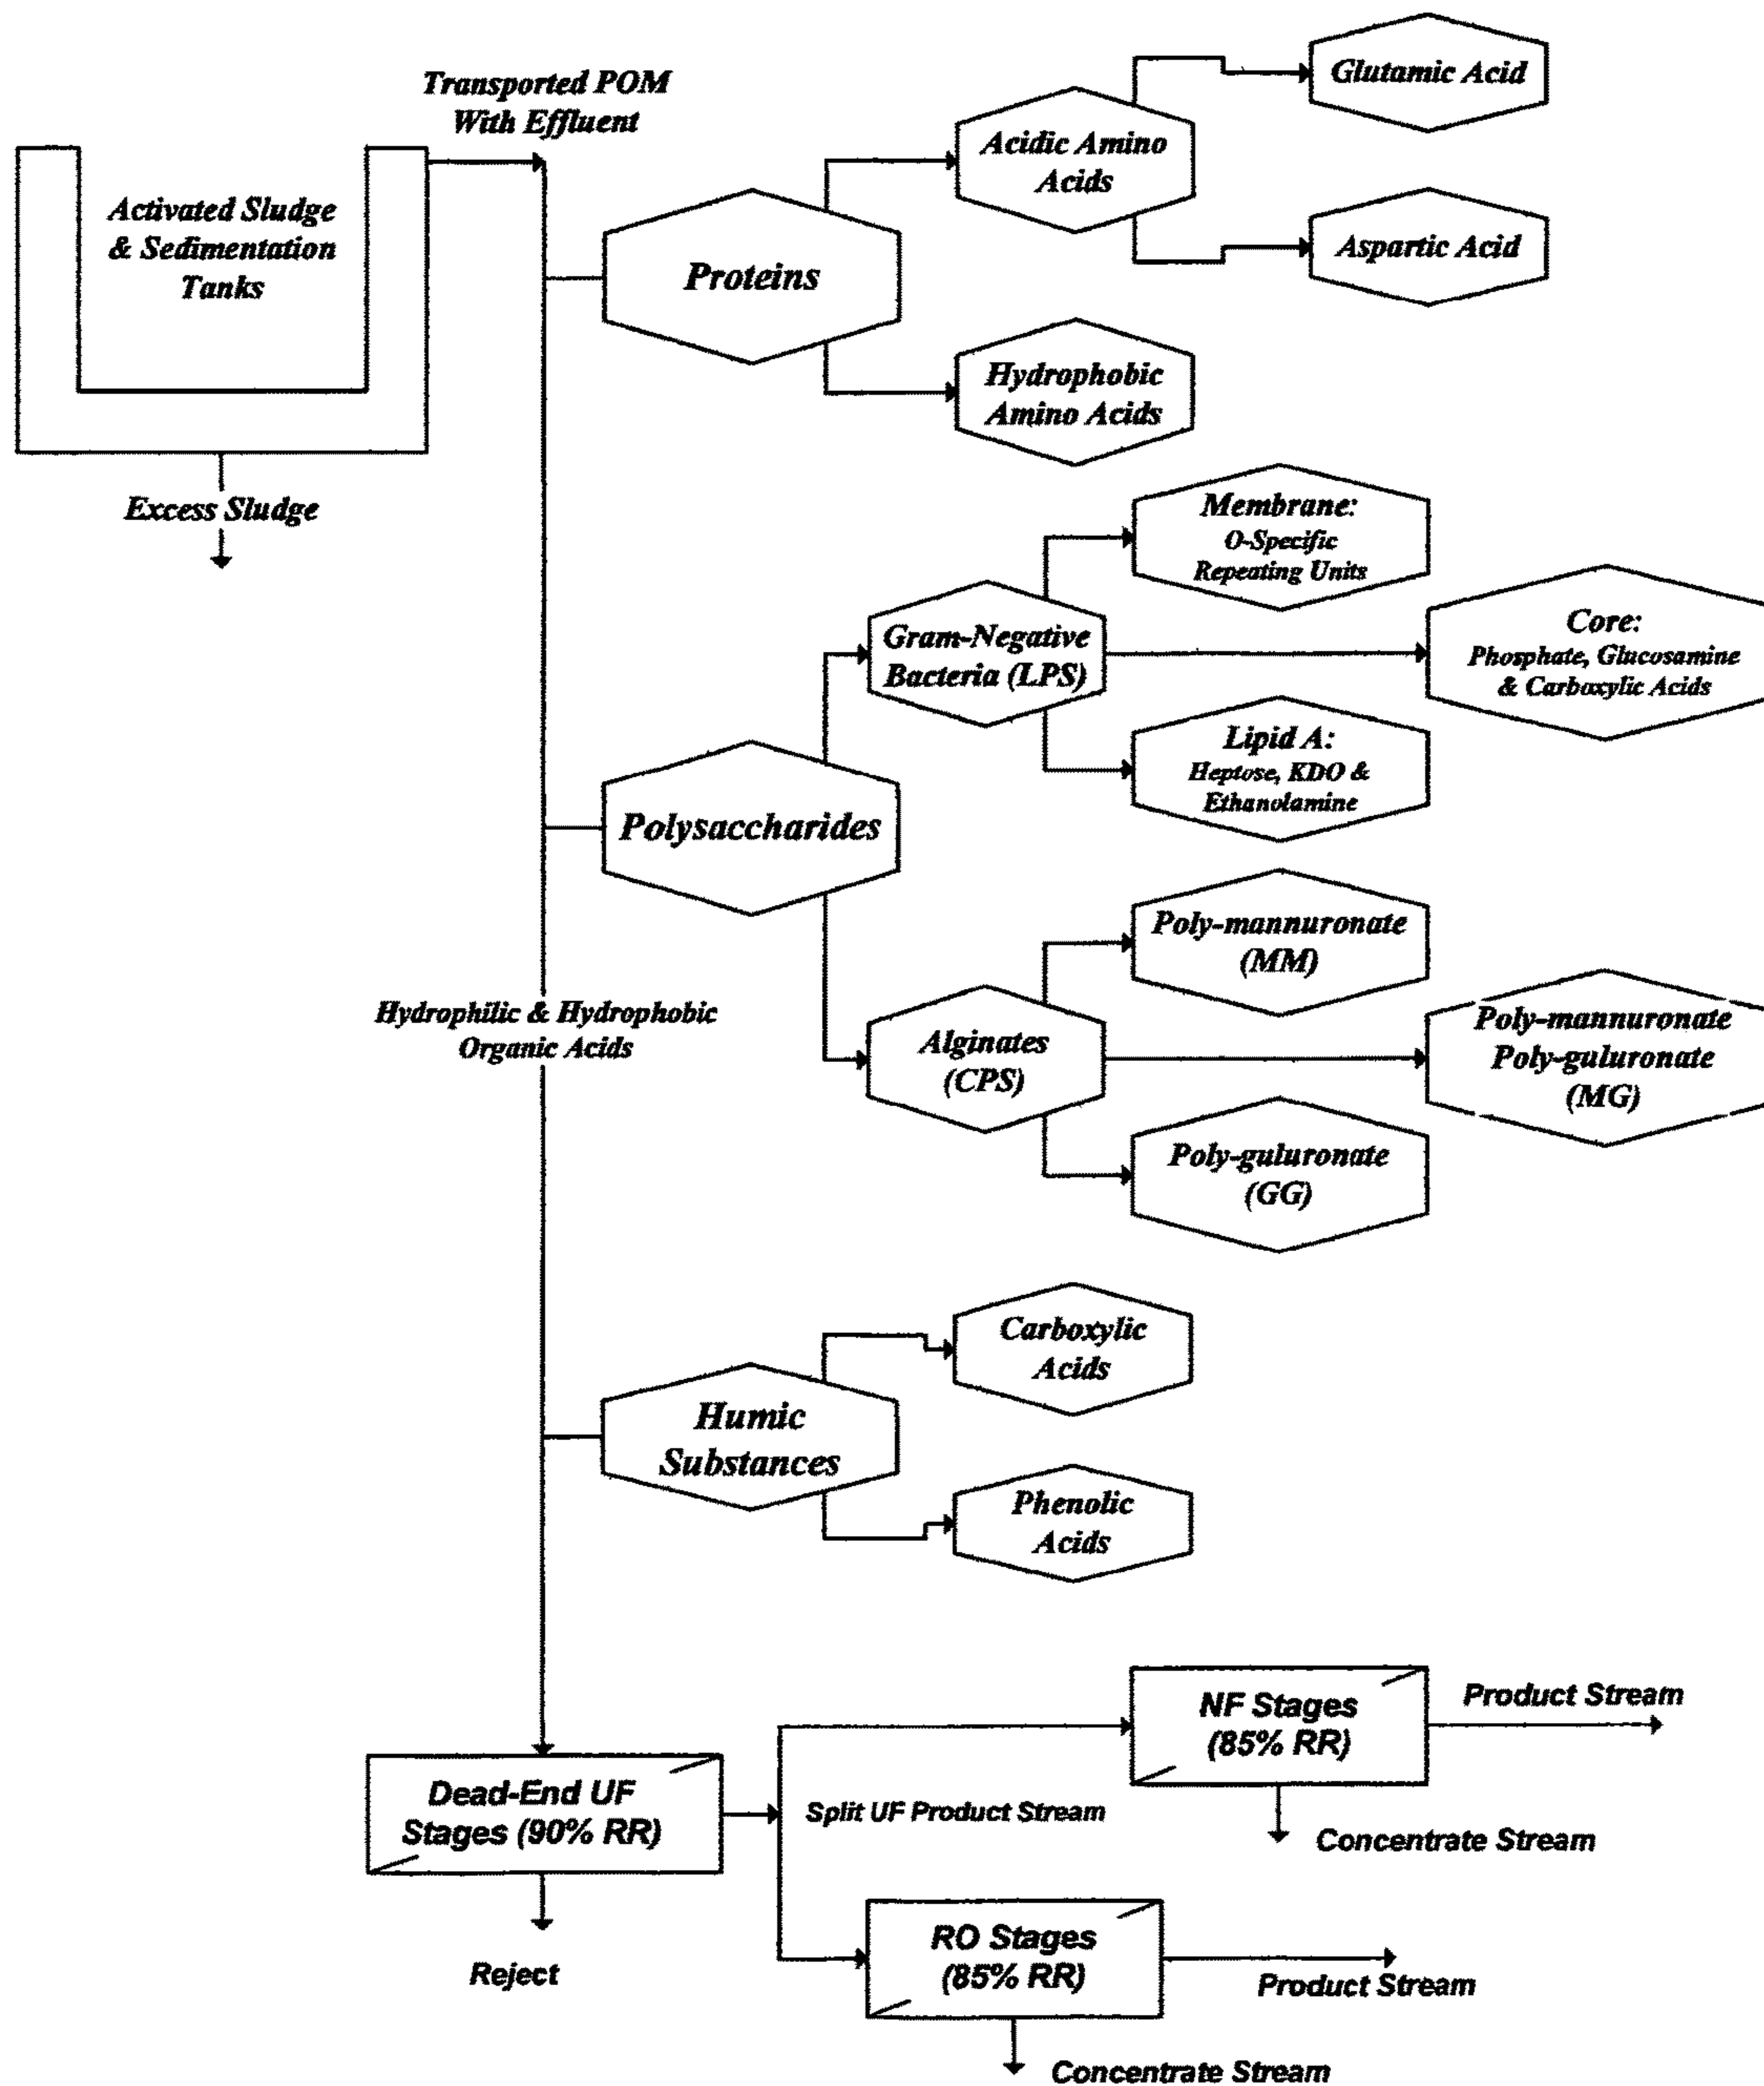 Transported POM
With Effluent
Activated Sludge
& Sedimentation
Tanks
Excess Sludge
Proteins
Acidic Amino
Acids
Glutamic Acid
Aspartic Acid
Hydrophobic
Amino Acids
Polysaccharides
Gram-Negative
Bacteria (LPS)
Membrane:
O-Specific
Repeating Units
Core:
Phosphate, Glucosamine
& Carboxylic Acids
Lipid A:
Heptose, KDO &
Ethanolamine
Alginates
(CPS)
Poly-mannuronate
(MM)
Poly-mannuronate
Poly-guluronate
(MG)
Poly-guluronate
(GG)
Hydrophilic & Hydrophobic
Organic Acids
Humic
Substances
Carboxylic
Acids
Phenolic
Acids
Dead-End UF
Stages (90% RR)
Reject
Split UF Product Stream
NF Stages
(85% RR)
Product Stream
Concentrate Stream
RO Stages
(85% RR)
Product Stream
Concentrate Stream